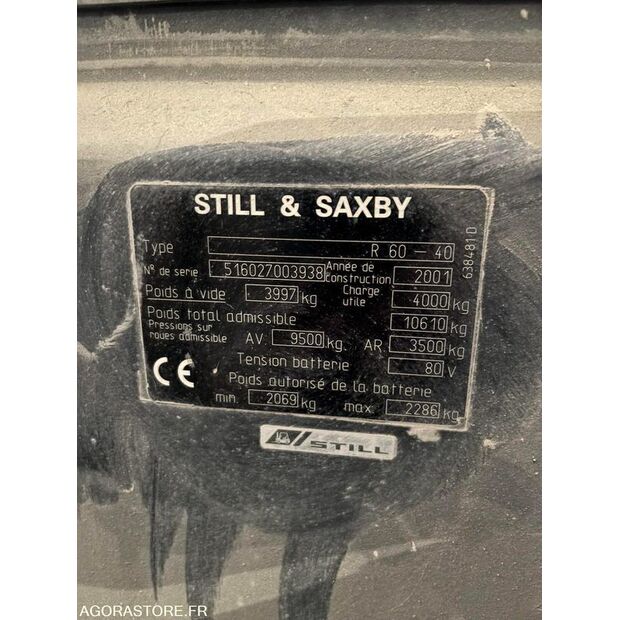 STILL & SAXBY
Type R 60 - 40
N° de serie 516027003938 Année de construction 2001
Poids à vide 3997 kg Charge utile 4000 kg
Poids total admissible 10610 kg
Pressions sur roues admissible AV: 9500 kg. AR: 3500 kg
Tension batterie 80 V
Poids autorisé de la batterie
min. 2069 kg max. 2286 kg
CE
638481 D
STILL
AGORASTORE.FR